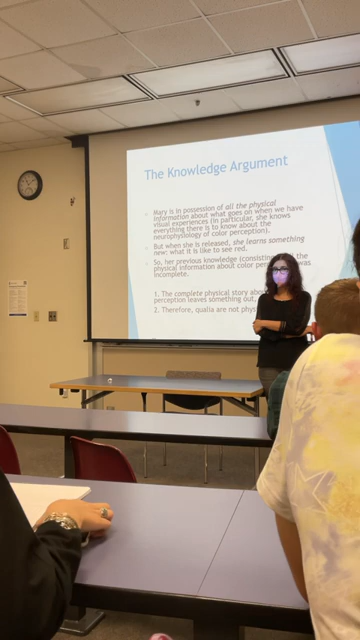 The Knowledge Argument
Mary is in possession of all the physical
information about what goes on when we have
visual experiences (in particular, she knows
everything there is to know about the
neurophysiology of color perception).
But when she is released, she learns something
new: what it is like to see red.
So, her previous knowledge (consisting
physical information about color was
incomplete.
1. The complete physical story about
perception leaves something out,
2. Therefore, qualia are not